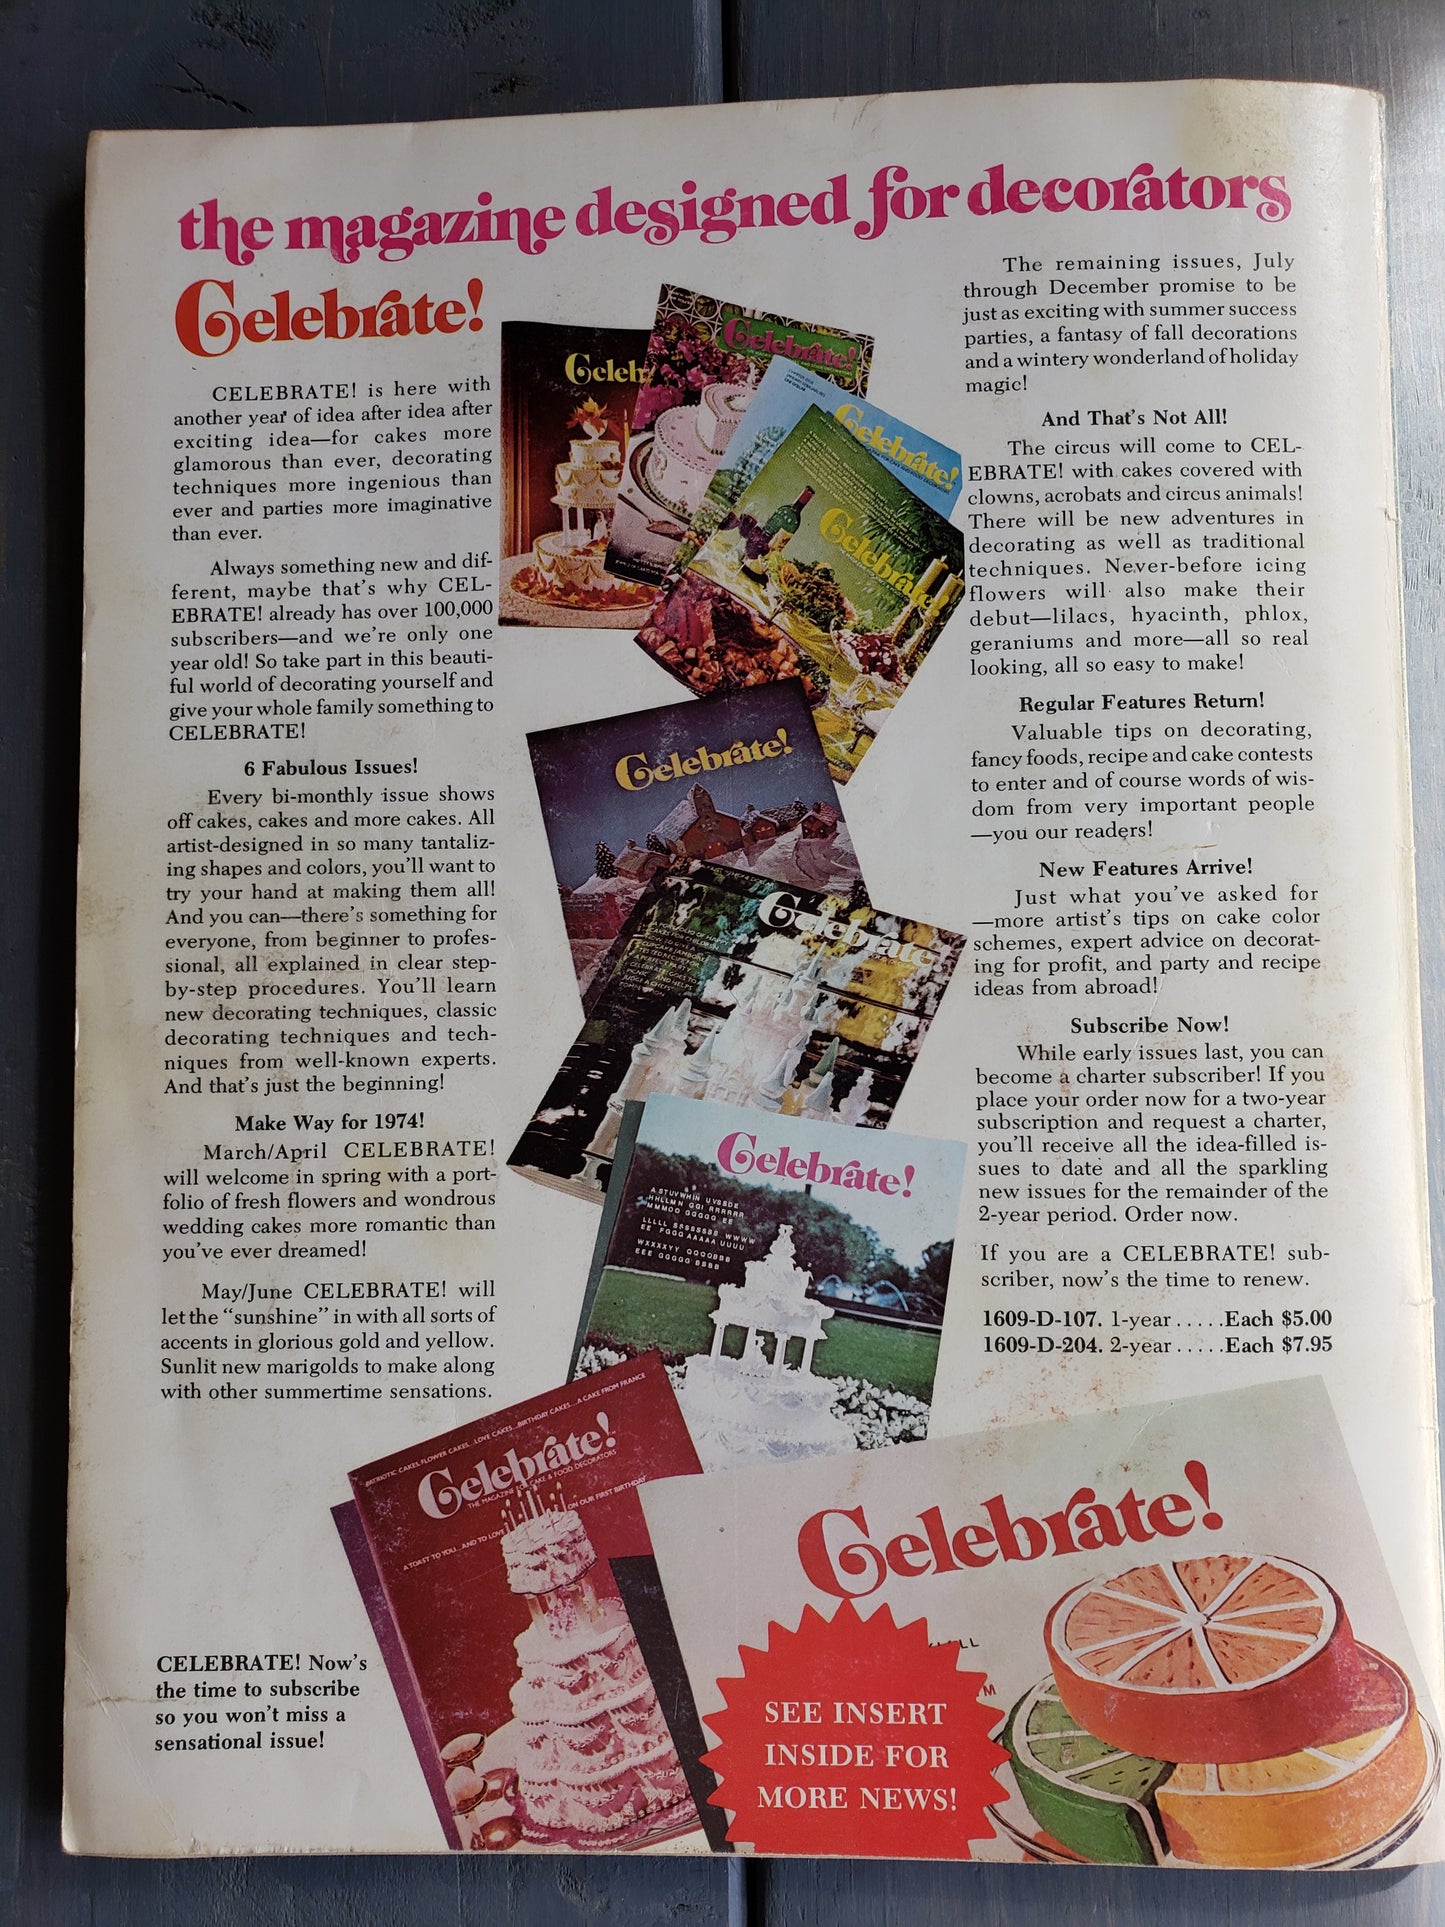 the magazine designed for decorators
Celebrate!
CELEBRATE! is here with
another year of idea after idea after
exciting idea—for cakes more
glamorous than ever, decorating
techniques more ingenious than
ever and parties more imaginative
than ever.
Always something new and dif-
ferent, maybe that's why CEL-
EBRATE! already has over 100,000
subscribers—and we're only one
year old! So take part in this beauti-
ful world of decorating yourself and
give your whole family something to
CELEBRATE!
6 Fabulous Issues!
Every bi-monthly issue shows
off cakes, cakes and more cakes. All
artist-designed in so many tantaliz-
ing shapes and colors, you'll want to
try your hand at making them all!
And you can—there's something for
everyone, from beginner to profes-
sional, all explained in clear step-
by-step procedures. You'll learn
new decorating techniques, classic
decorating techniques and tech-
niques from well-known experts.
And that's just the beginning!
Make Way for 1974!
March/April CELEBRATE!
will welcome in spring with a port-
folio of fresh flowers and wondrous
wedding cakes more romantic than
you've ever dreamed!
May/June CELEBRATE! will
let the "sunshine" in with all sorts of
accents in glorious gold and yellow.
Sunlit new marigolds to make along
with other summertime sensations.
CELEBRATE! Now's
the time to subscribe
so you won't miss a
sensational issue!
The remaining issues, July
through December promise to be
just as exciting with summer success
parties, a fantasy of fall decorations
and a wintery wonderland of holiday
magic!
And That's Not All!
The circus will come to CEL-
EBRATE! with cakes covered with
clowns, acrobats and circus animals!
There will be new adventures in
decorating as well as traditional
techniques. Never-before icing
flowers will also make their
debut—lilacs, hyacinth, phlox,
geraniums and more—all so real
looking, all so easy to make!
Regular Features Return!
Valuable tips on decorating,
fancy foods, recipe and cake contests
to enter and of course words of wis-
dom from very important people
—you our readers!
New Features Arrive!
Just what you've asked for
—more artist's tips on cake color
schemes, expert advice on decorat-
ing for profit, and party and recipe
ideas from abroad!
Subscribe Now!
While early issues last, you can
become a charter subscriber! If you
place your order now for a two-year
subscription and request a charter,
you'll receive all the idea-filled is-
sues to date and all the sparkling
new issues for the remainder of the
2-year period. Order now.
If you are a CELEBRATE! sub-
scriber, now's the time to renew.
1609-D-107. 1-year.....Each $5.00
1609-D-204. 2-year.....Each $7.95
Celeb
Celebrate!
Celebrate!
Celebrate!
Celebrate!
Celebrate!
Celebrate!
PATRIOTIC CAKES, FLOWER CAKES...LOVE CAKES...BIRTHDAY CAKES...A CAKE FROM FRANCE
Celebrate!
THE MAGAZINE FOR CAKE & FOOD DECORATORS
A TOAST TO YOU...AND TO LOVE
ON OUR FIRST BIRTHDAY
Celebrate!
SEE INSERT
INSIDE FOR
MORE NEWS!